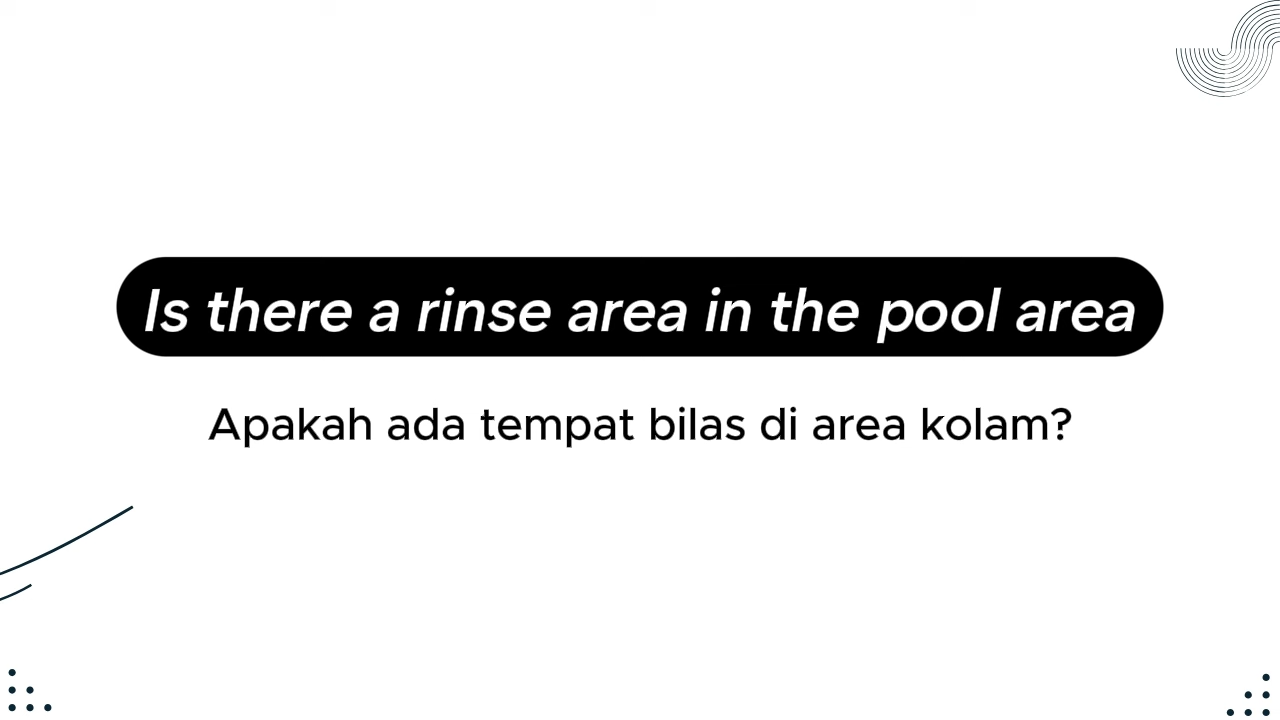 Is there a rinse area in the pool area
Apakah ada tempat bilas di area kolam?